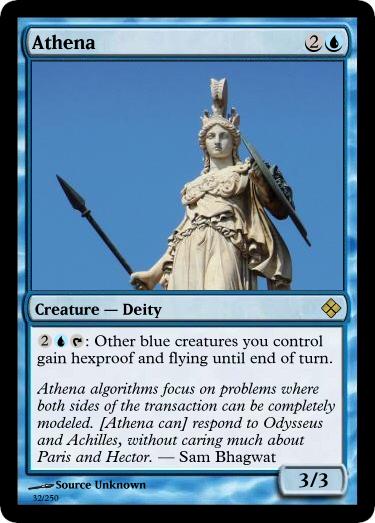 Athena 2
Creature — Deity
2 : Other blue creatures you control
gain hexproof and flying until end of turn.
Athena algorithms focus on problems where
both sides of the transaction can be completely
modeled. [Athena can] respond to Odysseus
and Achilles, without caring much about
Paris and Hector. — Sam Bhagwat
3/3
Source Unknown
32/250